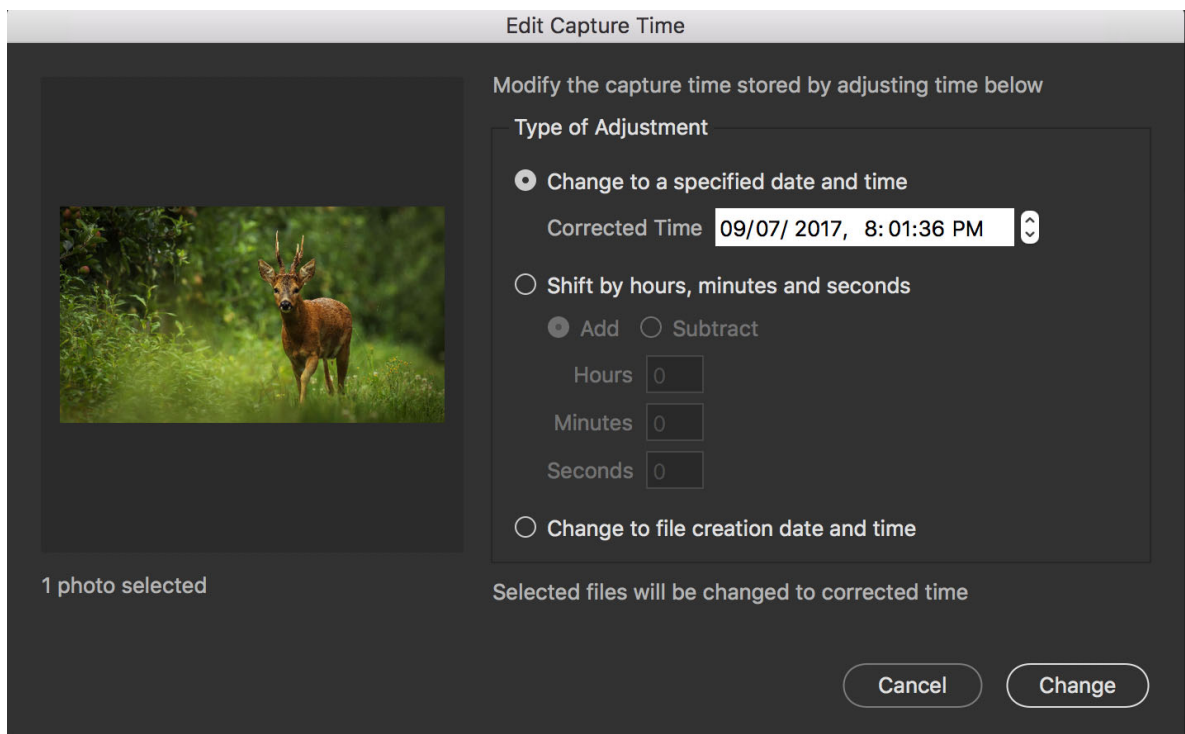 Edit Capture Time
Modify the capture time stored by adjusting time below
Type of Adjustment
Change to a specified date and time
Corrected Time 09/07/ 2017, 8: 01:36 PM
Shift by hours, minutes and seconds
Add Subtract
Hours 0
Minutes 0
Seconds 0
Change to file creation date and time
1 photo selected
Selected files will be changed to corrected time
Cancel Change